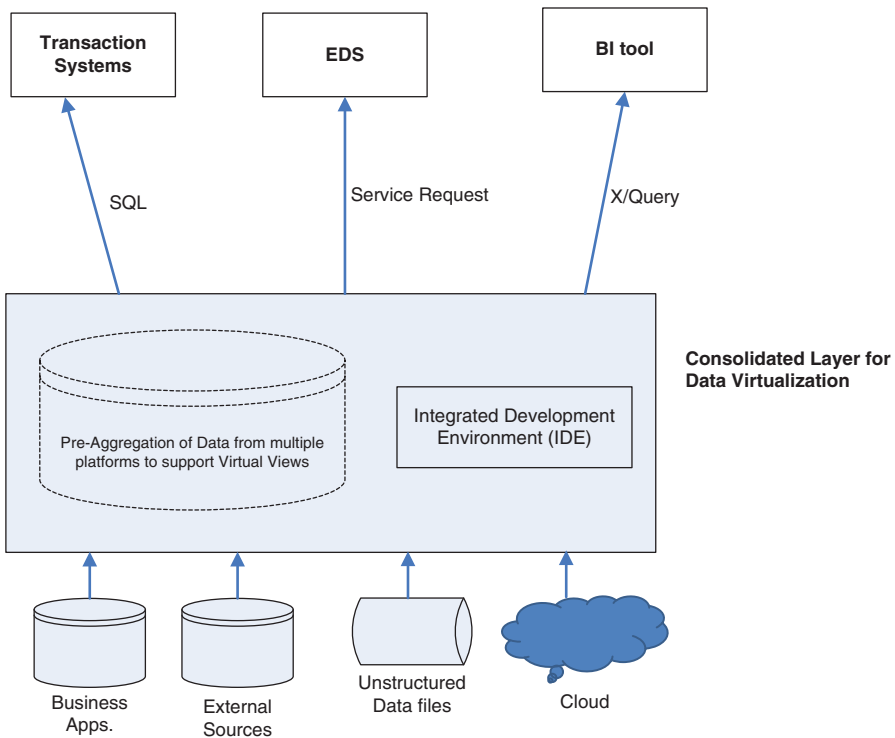 Transaction
Systems
EDS
BI tool
SQL
Service Request
X/Query
Consolidated Layer for
Data Virtualization
Pre-Aggregation of Data from multiple
platforms to support Virtual Views
Integrated Development
Environment (IDE)
Business
Apps.
External
Sources
Unstructured
Data files
Cloud